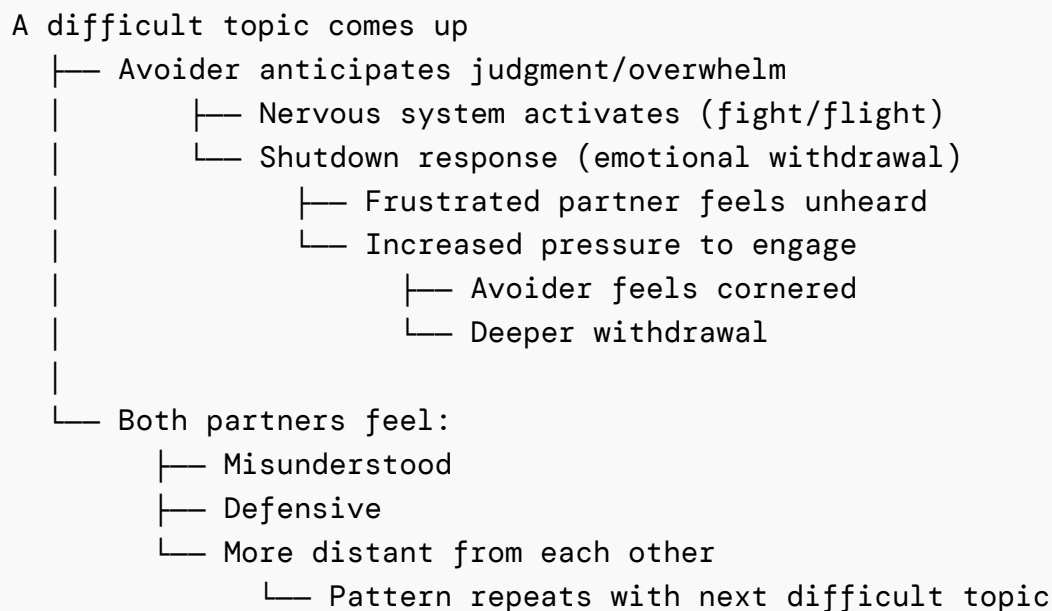 A difficult topic comes up
├── Avoider anticipates judgment/overwhelm
│       ├── Nervous system activates (fight/flight)
│       └── Shutdown response (emotional withdrawal)
│               ├── Frustrated partner feels unheard
│               └── Increased pressure to engage
│                       ├── Avoider feels cornered
│                       └── Deeper withdrawal
│
└── Both partners feel:
        ├── Misunderstood
        ├── Defensive
        └── More distant from each other
                └── Pattern repeats with next difficult topic